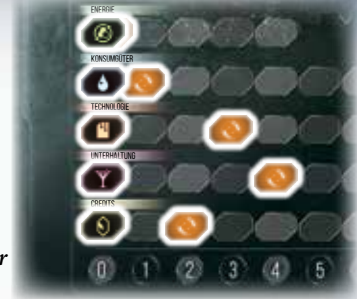 ENERGIE
KONSUMGÜTER
TECHNOLOGIE
UNTERHALTUNG
CREDITS
r
0 1 2 3 4 5